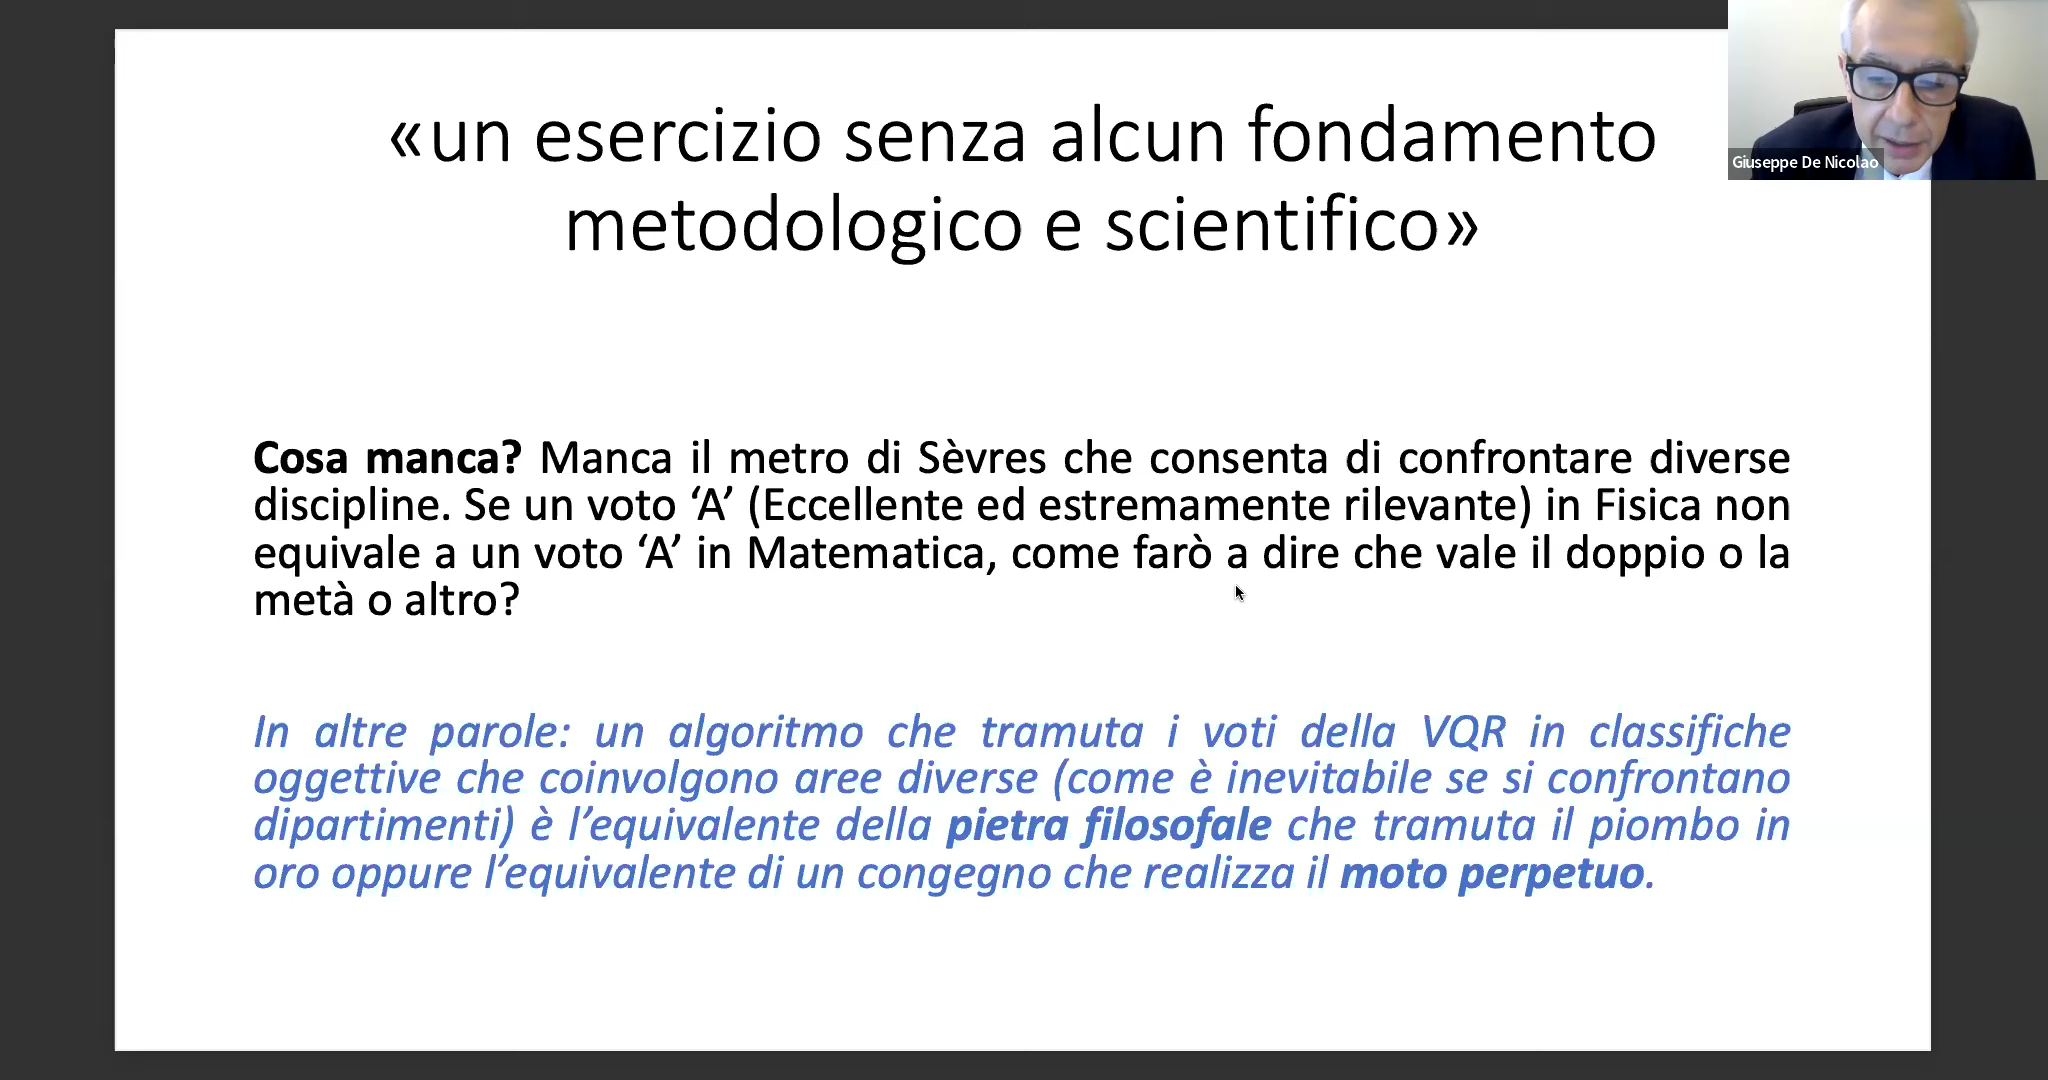 «un esercizio senza alcun fondamento
metodologico e scientifico»
Giuseppe De Nicolao
Cosa manca? Manca il metro di Sèvres che consenta di confrontare diverse
discipline. Se un voto ‘A’ (Eccellente ed estremamente rilevante) in Fisica non
equivale a un voto ‘A’ in Matematica, come farò a dire che vale il doppio o la
metà o altro?
In altre parole: un algoritmo che tramuta i voti della VQR in classifiche
oggettive che coinvolgono aree diverse (come è inevitabile se si confrontano
dipartimenti) è l’equivalente della pietra filosofale che tramuta il piombo in
oro oppure l’equivalente di un congegno che realizza il moto perpetuo.